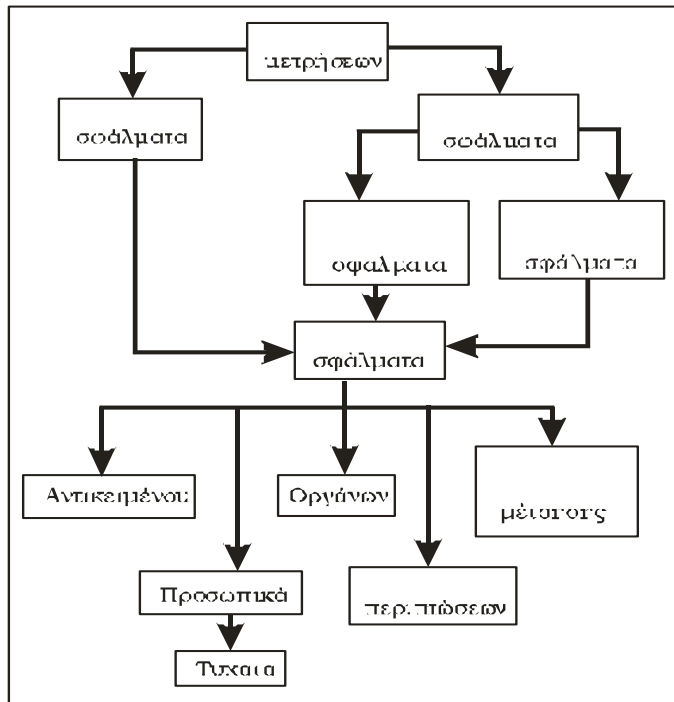 μετρήσεων
σφάλματα
σφάλματα
σφάλματα
σφάλματα
σφάλματα
Αντικειμένου
Οργάνων
μέτρησης
Προσωπικά
περιπτώσεων
Τυχαία